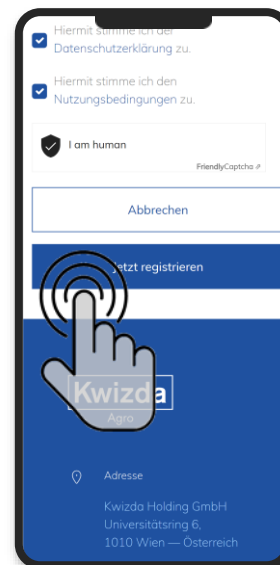 Hiermit stimme ich der
Datenschutzerklärung zu.
Hiermit stimme ich den
Nutzungsbedingungen zu.
I am human
FriendlyCaptcha ⇗
Abbrechen
Jetzt registrieren
Kwizda
Agro
Adresse
Kwizda Holding GmbH
Universitätsring 6,
1010 Wien — Österreich